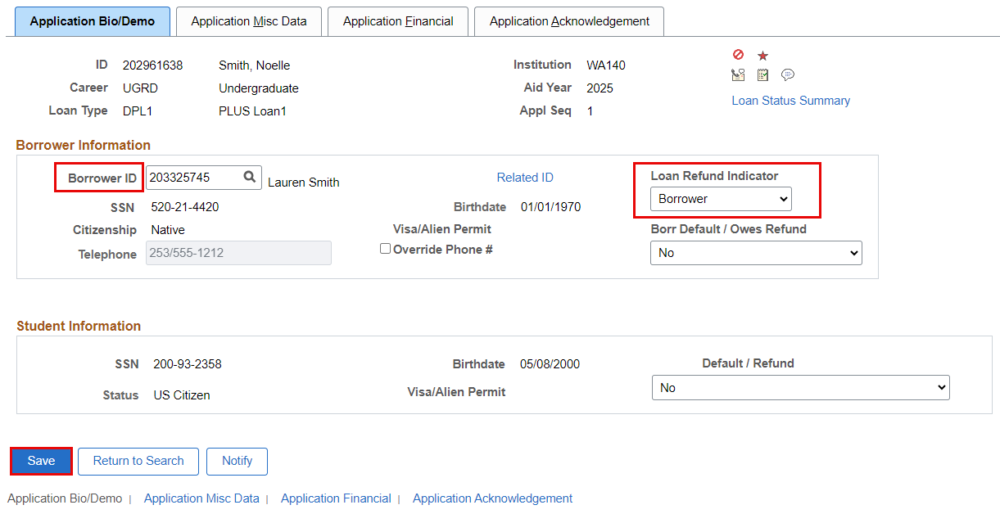 Application Bio/Demo Application Misc Data Application Financial Application Acknowledgement
ID 202961638 Smith, Noelle Institution WA140
Career UGRD Undergraduate Aid Year 2025
Loan Type DPL1 PLUS Loan1 Appl Seq 1
Loan Status Summary
Borrower Information
Borrower ID 203325745 Lauren Smith Related ID Loan Refund Indicator
Borrower
SSN 520-21-4420 Birthdate 01/01/1970
Citizenship Native Visa/Alien Permit Borr Default / Owes Refund
Telephone 253/555-1212 Override Phone # No
Student Information
SSN 200-93-2358 Birthdate 05/08/2000 Default / Refund
Status US Citizen Visa/Alien Permit No
Save Return to Search Notify
Application Bio/Demo | Application Misc Data | Application Financial | Application Acknowledgement